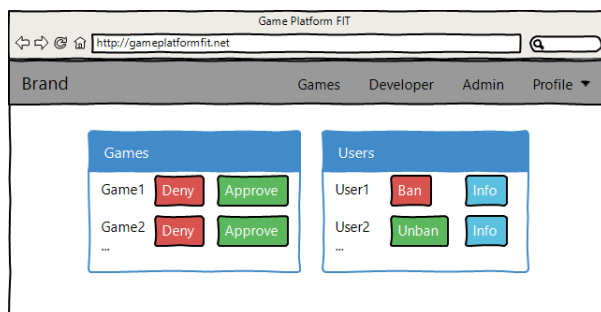 Game Platform FIT
http://gameplatformfit.net
Brand Games Developer Admin Profile
Games
Game1 Deny Approve
Game2 Deny Approve
...
Users
User1 Ban Info
User2 Unban Info
...